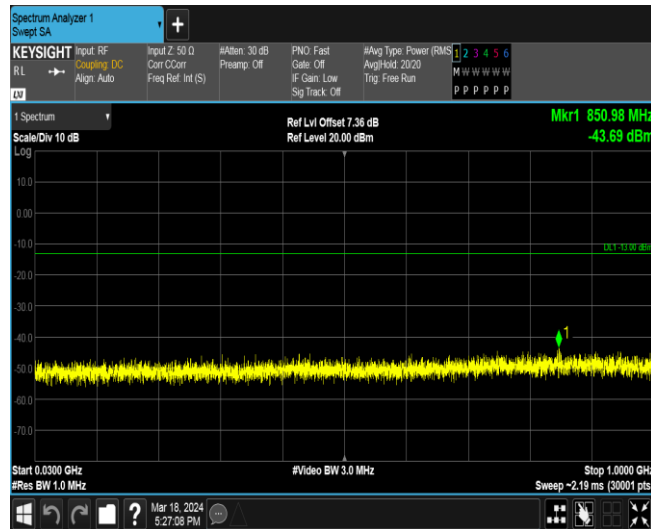 Spectrum Analyzer 1
Swept SA
+
KEYSIGHT
RL
LXI
Input: RF
Coupling: DC
Align: Auto
Input Z: 50 Ω
Corr CCorr
Freq Ref: Int (S)
#Atten: 30 dB
Preamp: Off
PNO: Fast
Gate: Off
IF Gain: Low
Sig Track: Off
#Avg Type: Power (RMS
Avg|Hold: 20/20
Trig: Free Run
1 2 3 4 5 6
M W W W W W
P P P P P P
1 Spectrum
Scale/Div 10 dB
Log
Ref Lvl Offset 7.36 dB
Ref Level 20.00 dBm
Mkr1 850.98 MHz
-43.69 dBm
10.0
0.00
-10.0
DL1 -13.00 dBm
-20.0
-30.0
-40.0
1
-50.0
-60.0
-70.0
Start 0.0300 GHz
#Res BW 1.0 MHz
#Video BW 3.0 MHz
Stop 1.0000 GHz
Sweep ~2.19 ms (30001 pts)
?
Mar 18, 2024
5:27:08 PM